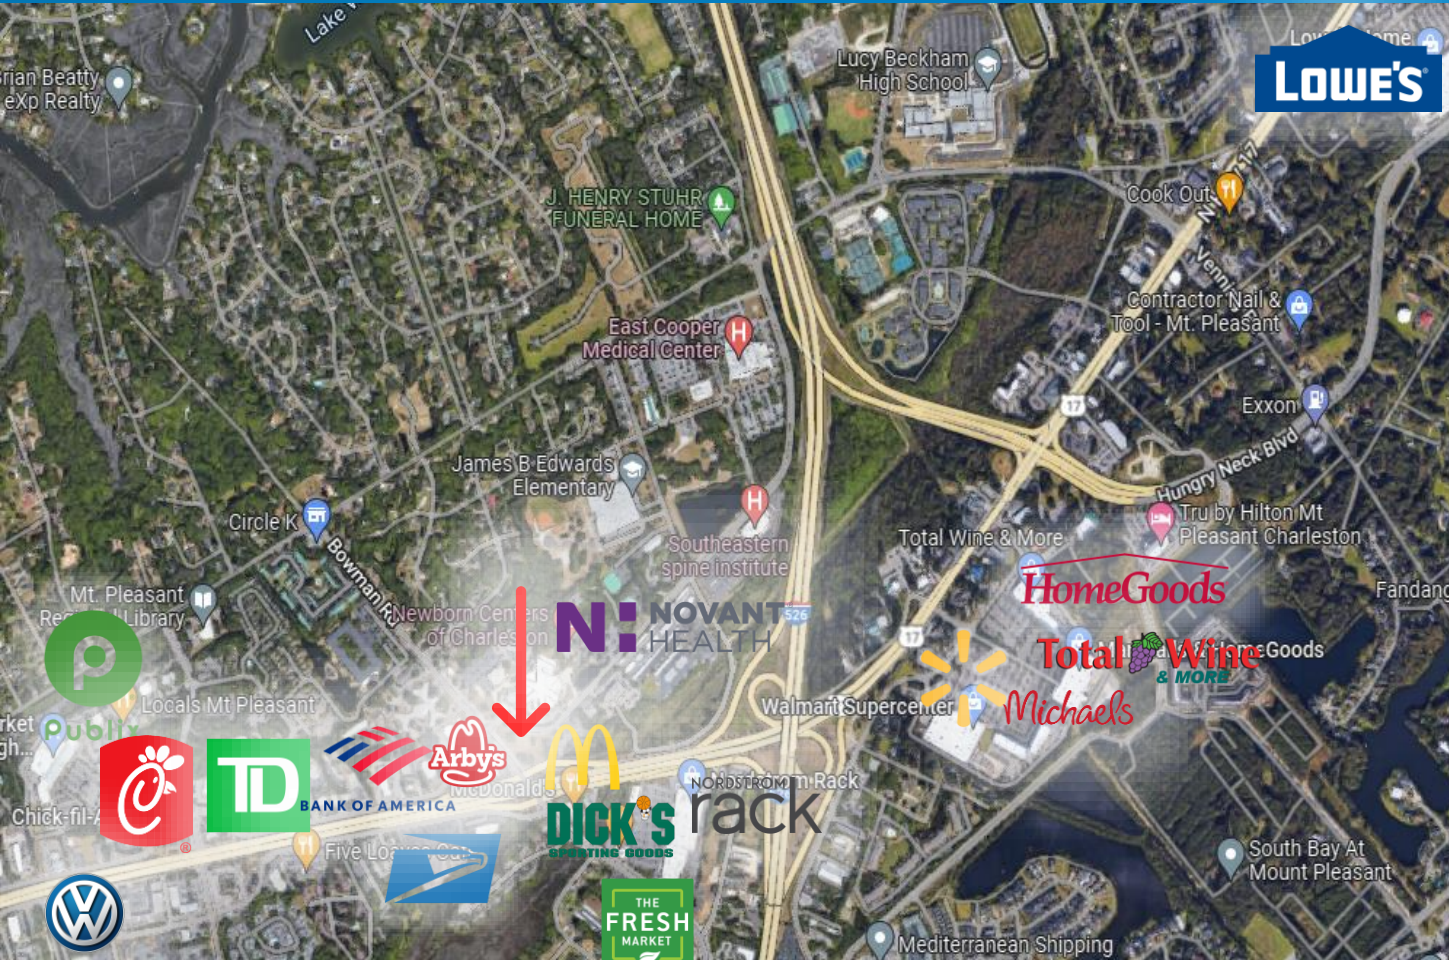 Lake
Lucy Beckham
High School
Brian Beatty
eXp Realty
LOWE'S
Cook Out
J. HENRY STUHR
FUNERAL HOME
Contractor Nail &
Tool - Mt. Pleasant
East Cooper
Medical Center
17
Exxon
Hungry Neck Blvd
James B Edwards
Elementary
H
H
Circle K
Bowman Rd
Southeastern
spine institute
Total Wine & More
Tru by Hilton Mt
Pleasant Charleston
HomeGoods
Fandang
Mt. Pleasant
Regional Library
Newborn Centers
of Charleston
NOVANT
HEALTH
526
17
Total Wine
& MORE
HomeGoods
Michaels
Publix
Locals Mt Pleasant
Walmart Supercenter
rket
gh...
TD
BANK OF AMERICA
Arby's
McDonald's
Nordstrom Rack
NORDSTROM
rack
DICK'S
SPORTING GOODS
Chick-fil-A
Five Loaves Cafe
South Bay At
Mount Pleasant
VW
THE
FRESH
MARKET
Mediterranean Shipping